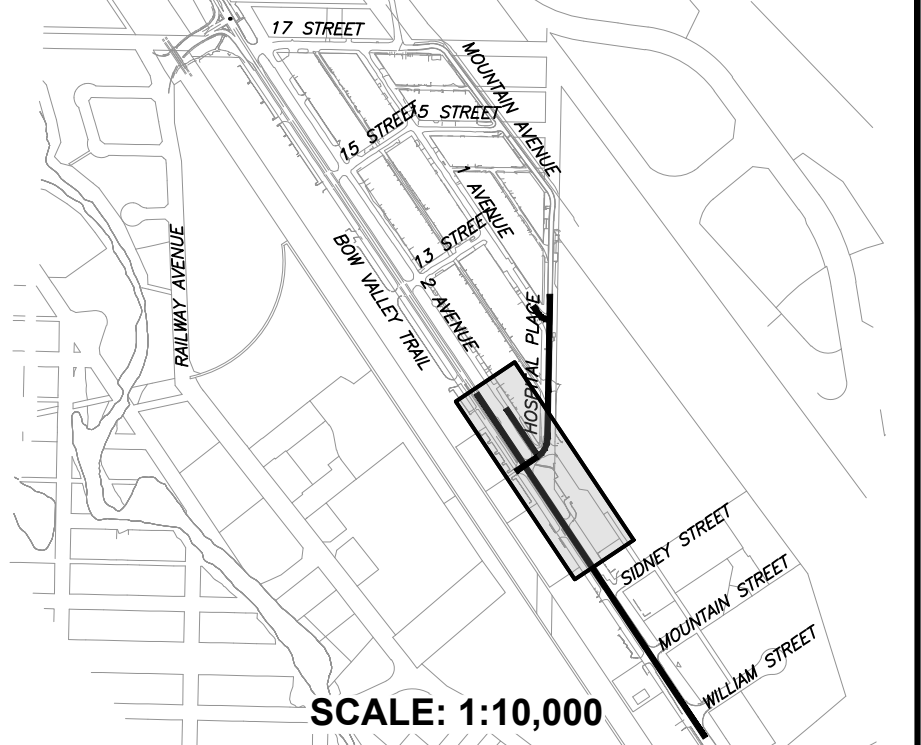 17 STREET
MOUNTAIN AVENUE
15 STREET
15 STREET
1 AVENUE
13 STREET
RAILWAY AVENUE
BOW VALLEY TRAIL
2 AVENUE
HOSPITAL PLACE
SIDNEY STREET
MOUNTAIN STREET
WILLIAM STREET
SCALE: 1:10,000